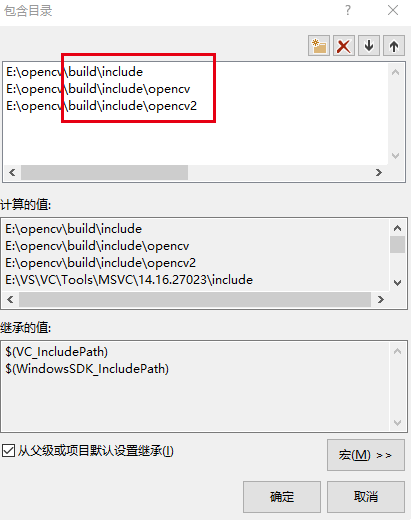 包含目录
?
E:\opencv\build\include
E:\opencv\build\include\opencv
E:\opencv\build\include\opencv2
计算的值:
E:\opencv\build\include
E:\opencv\build\include\opencv
E:\opencv\build\include\opencv2
E:\VS\VC\Tools\MSVC\14.16.27023\include
继承的值:
$(VC_IncludePath)
$(WindowsSDK_IncludePath)
从父级或项目默认设置继承(I)
宏(M) >>
确定
取消